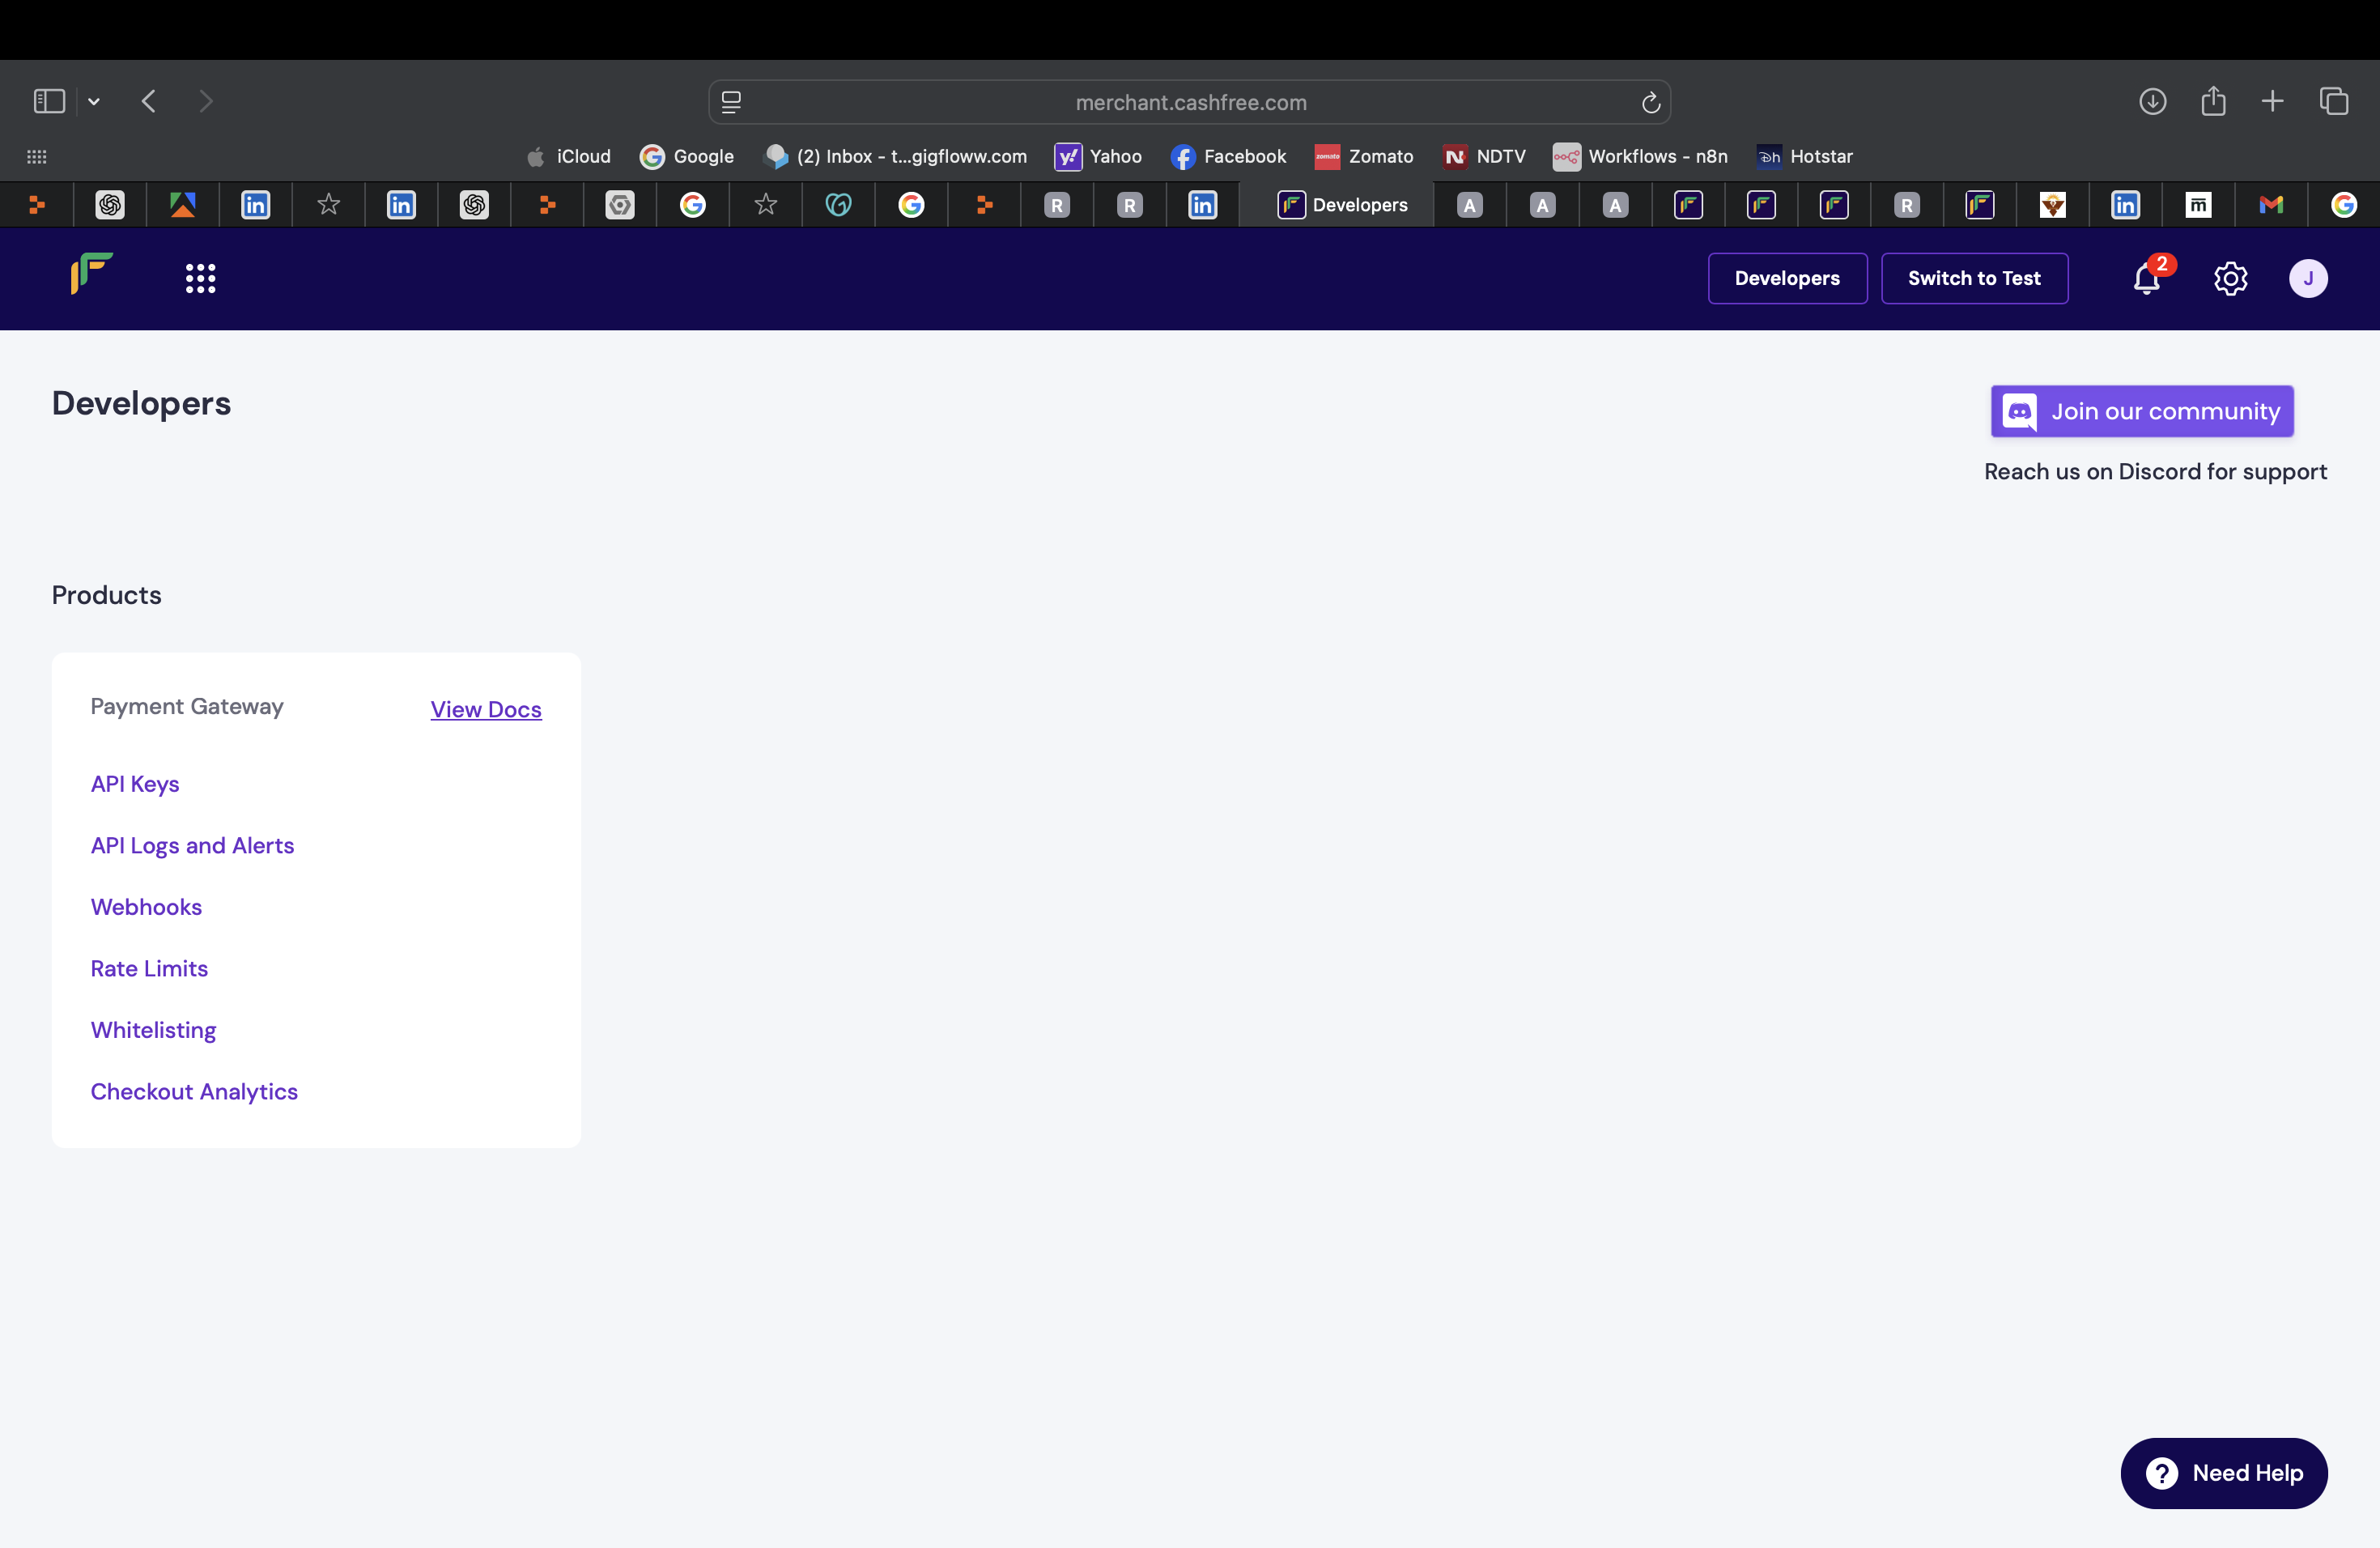 merchant.cashfree.com
iCloud Google (2) Inbox - t...gigfloww.com Yahoo Facebook zomato Zomato NDTV Workflows - n8n Hotstar
Developers
Developers Switch to Test 2 J
Developers
Join our community
Reach us on Discord for support
Products
Payment Gateway View Docs
API Keys
API Logs and Alerts
Webhooks
Rate Limits
Whitelisting
Checkout Analytics
? Need Help